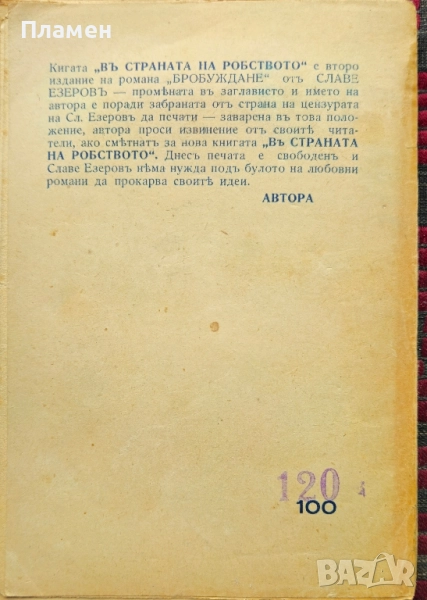 Пламен
Кигата „ВЪ СТРАНАТА НА РОБСТВОТО“ е второ
издание на романа „БРОБУЖДАНЕ“ отъ СЛАВЕ
ЕЗЕРОВЪ — промѣната въ заглавието и името на
автора е поради забраната отъ страна на цензурата
на Сл. Езеровъ да печати — заварена въ това по-
ложение, автора проси извинение отъ своитѣ чита-
тели, ако смѣтнатъ за нова книгата „ВЪ СТРАНАТА
НА РОБСТВОТО“. Днесъ печата е свободенъ и
Славе Езеровъ нѣма нужда подъ булото на любовни
романи да прокарва своитѣ идеи.
АВТОРА
120
100
BAZAR